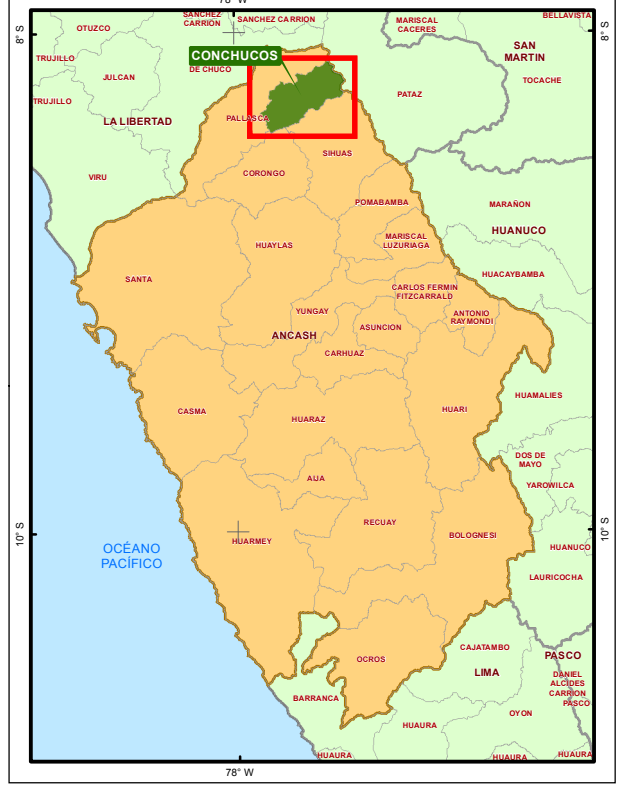 78° W
SANCHEZ
CARRIÓN
SANCHEZ CARRION
MARISCAL
CACERES
BELLAVISTA
OTUZCO
8° S
8° S
SAN
MARTIN
CONCHUCOS
TRUJILLO
DE CHUCO
JULCAN
TOCACHE
PATAZ
TRUJILLO
LA LIBERTAD
PALLASCA
SIHUAS
CORONGO
VIRU
POMABAMBA
MARAÑON
HUANUCO
MARISCAL
LUZURIAGA
HUAYLAS
SANTA
HUACAYBAMBA
CARLOS FERMIN
FITZCARRALD
YUNGAY
ANTONIO
RAYMONDI
ASUNCION
ANCASH
CARHUAZ
HUAMALIES
CASMA
HUARAZ
HUARI
DOS DE
MAYO
AIJA
YAROWILCA
RECUAY
10° S
10° S
HUARMEY
BOLOGNESI
OCÉANO
PACÍFICO
HUANUCO
LAURICOCHA
CAJATAMBO
PASCO
OCROS
LIMA
DANIEL
ALCIDES
CARRION
PASCO
BARRANCA
OYON
HUAURA
HUAURA
HUAURA
HUAURA
78° W